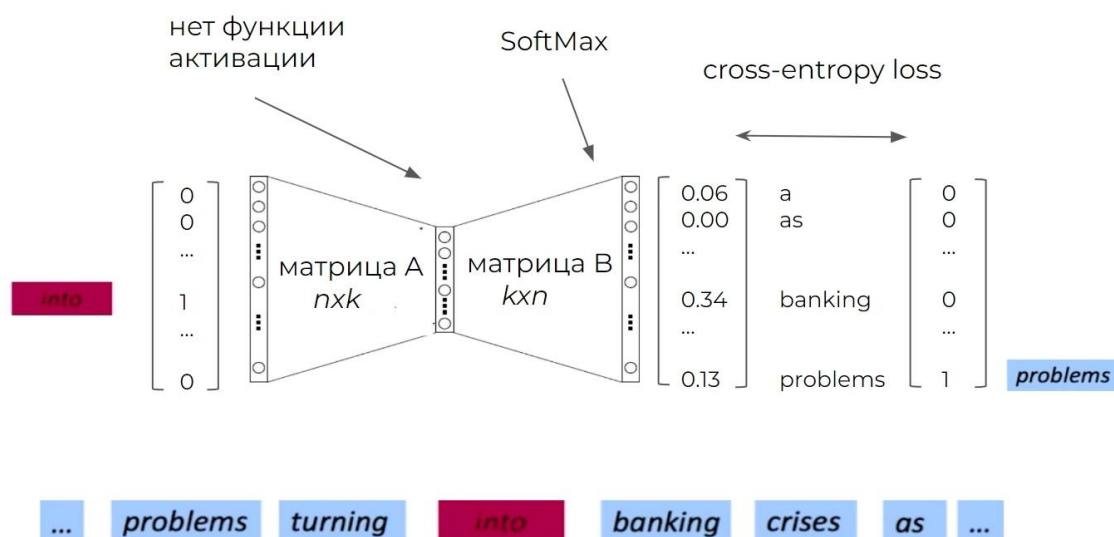 нет функции
активации
SoftMax
cross-entropy loss
into
0
0
...
1
...
0
матрица A
nxk
матрица B
kxn
0.06
0.00
...
0.34
...
0.13
a
as
banking
problems
0
0
...
0
...
1
problems
... problems turning into banking crises as ...